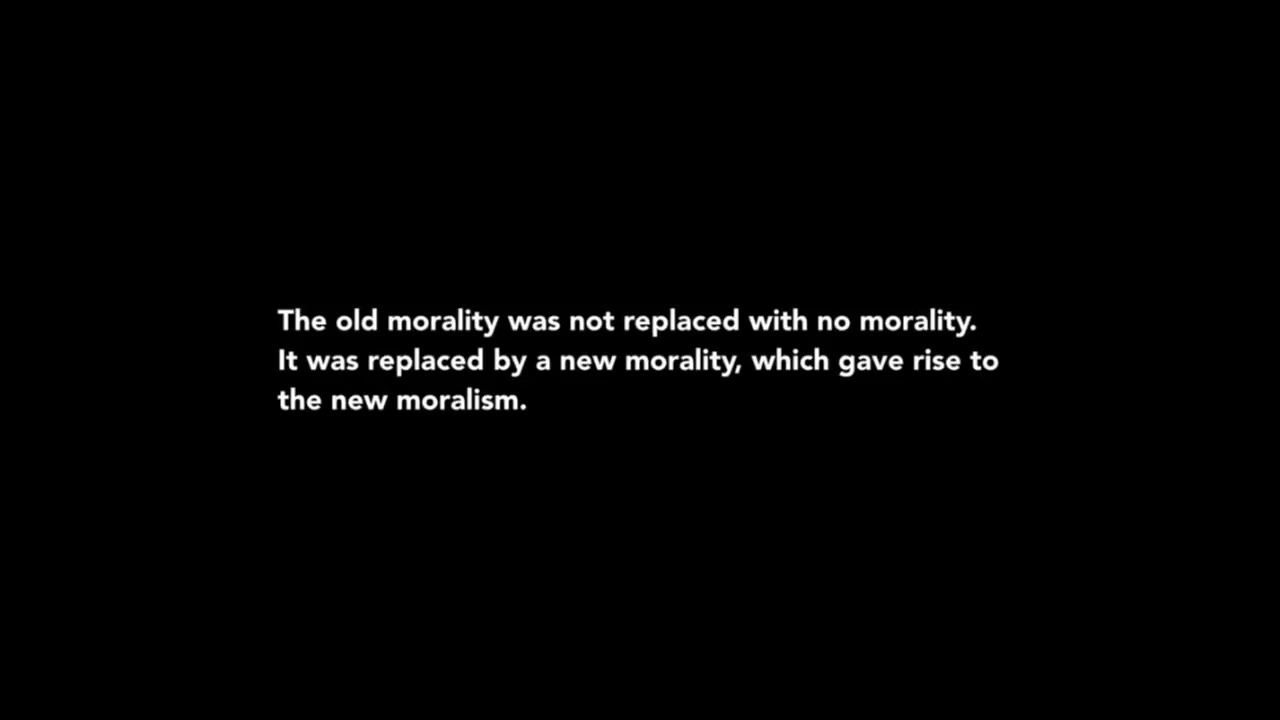 The old morality was not replaced with no morality.
It was replaced by a new morality, which gave rise to
the new moralism.